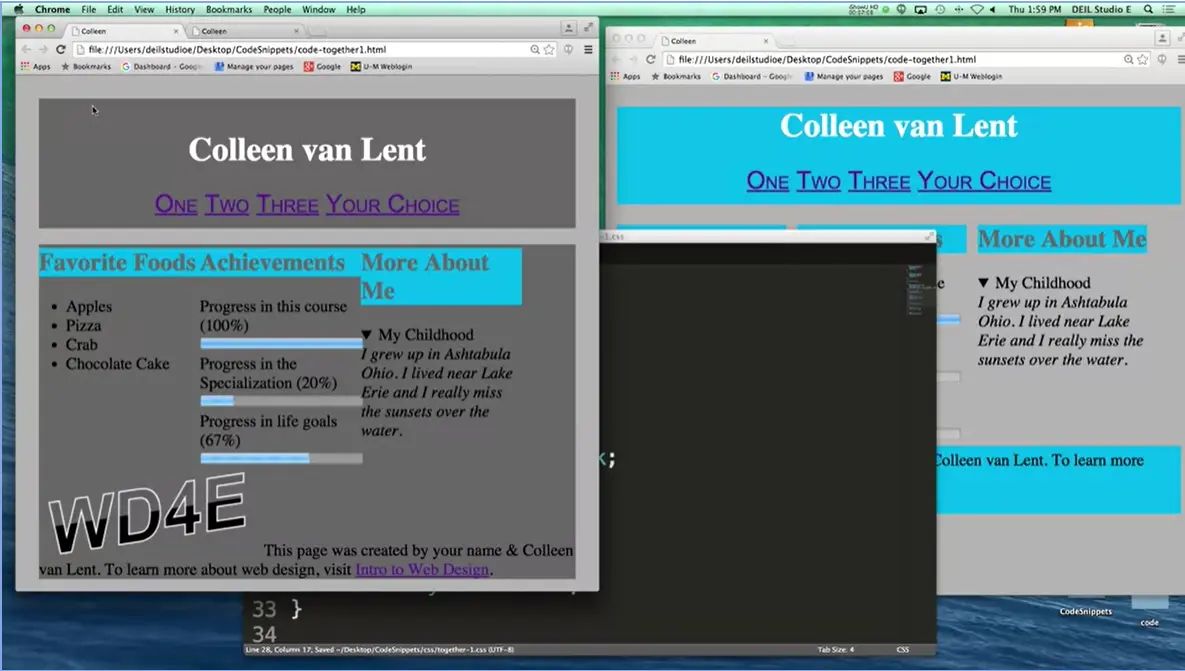 Chrome File Edit View History Bookmarks People Window Help
Thu 1:59 PM DEIL Studio E
Colleen
Colleen
file:///Users/deilstudioe/Desktop/CodeSnippets/code-together1.html
Apps Bookmarks Dashboard - Goog Manage your pages Google U-M Weblogin
Colleen van Lent
One Two Three Your Choice
Favorite Foods
Apples
Pizza
Crab
Chocolate Cake
Achievements
Progress in this course
(100%)
Progress in the
Specialization (20%)
Progress in life goals
(67%)
More About
Me
▼ My Childhood
I grew up in Ashtabula
Ohio. I lived near Lake
Erie and I really miss
the sunsets over the
water.
WD4E
This page was created by your name & Colleen
van Lent. To learn more about web design, visit Intro to Web Design.
Colleen
file:///Users/deilstudioe/Desktop/CodeSnippets/code-together1.html
Apps Bookmarks Dashboard - Goog Manage your pages Google U-M Weblogin
Colleen van Lent
One Two Three Your Choice
s
e
More About Me
▼ My Childhood
I grew up in Ashtabula
Ohio. I lived near Lake
Erie and I really miss the
sunsets over the water.
Colleen van Lent. To learn more
-1.css
;
33 }
34
Line 28, Column 17; Saved ~/Desktop/CodeSnippets/css/together-1.css (UTF-8) Tab Size: 4 CSS
CodeSnippets
code